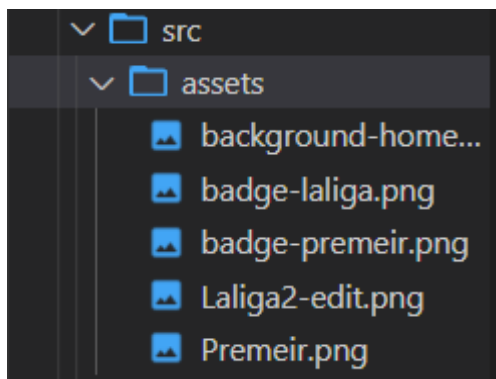 src
assets
background-home...
badge-laliga.png
badge-premeir.png
Laliga2-edit.png
Premeir.png